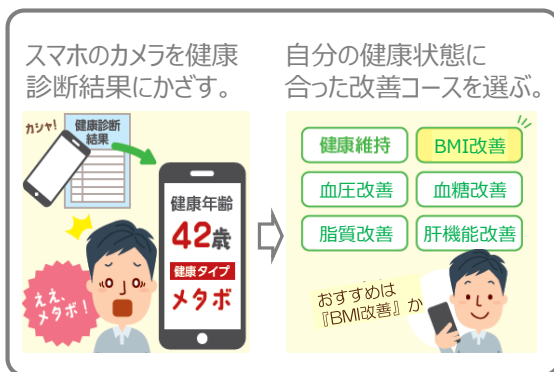 スマホのカメラを健康
診断結果にかざす。
カシャ!
健康診断
結果
健康年齢
42歳
健康タイプ
メタボ
ええ、
メタボ!
自分の健康状態に
合った改善コースを選ぶ。
健康維持
BMI改善
血圧改善
血糖改善
脂質改善
肝機能改善
おすすめは
『BMI改善』か